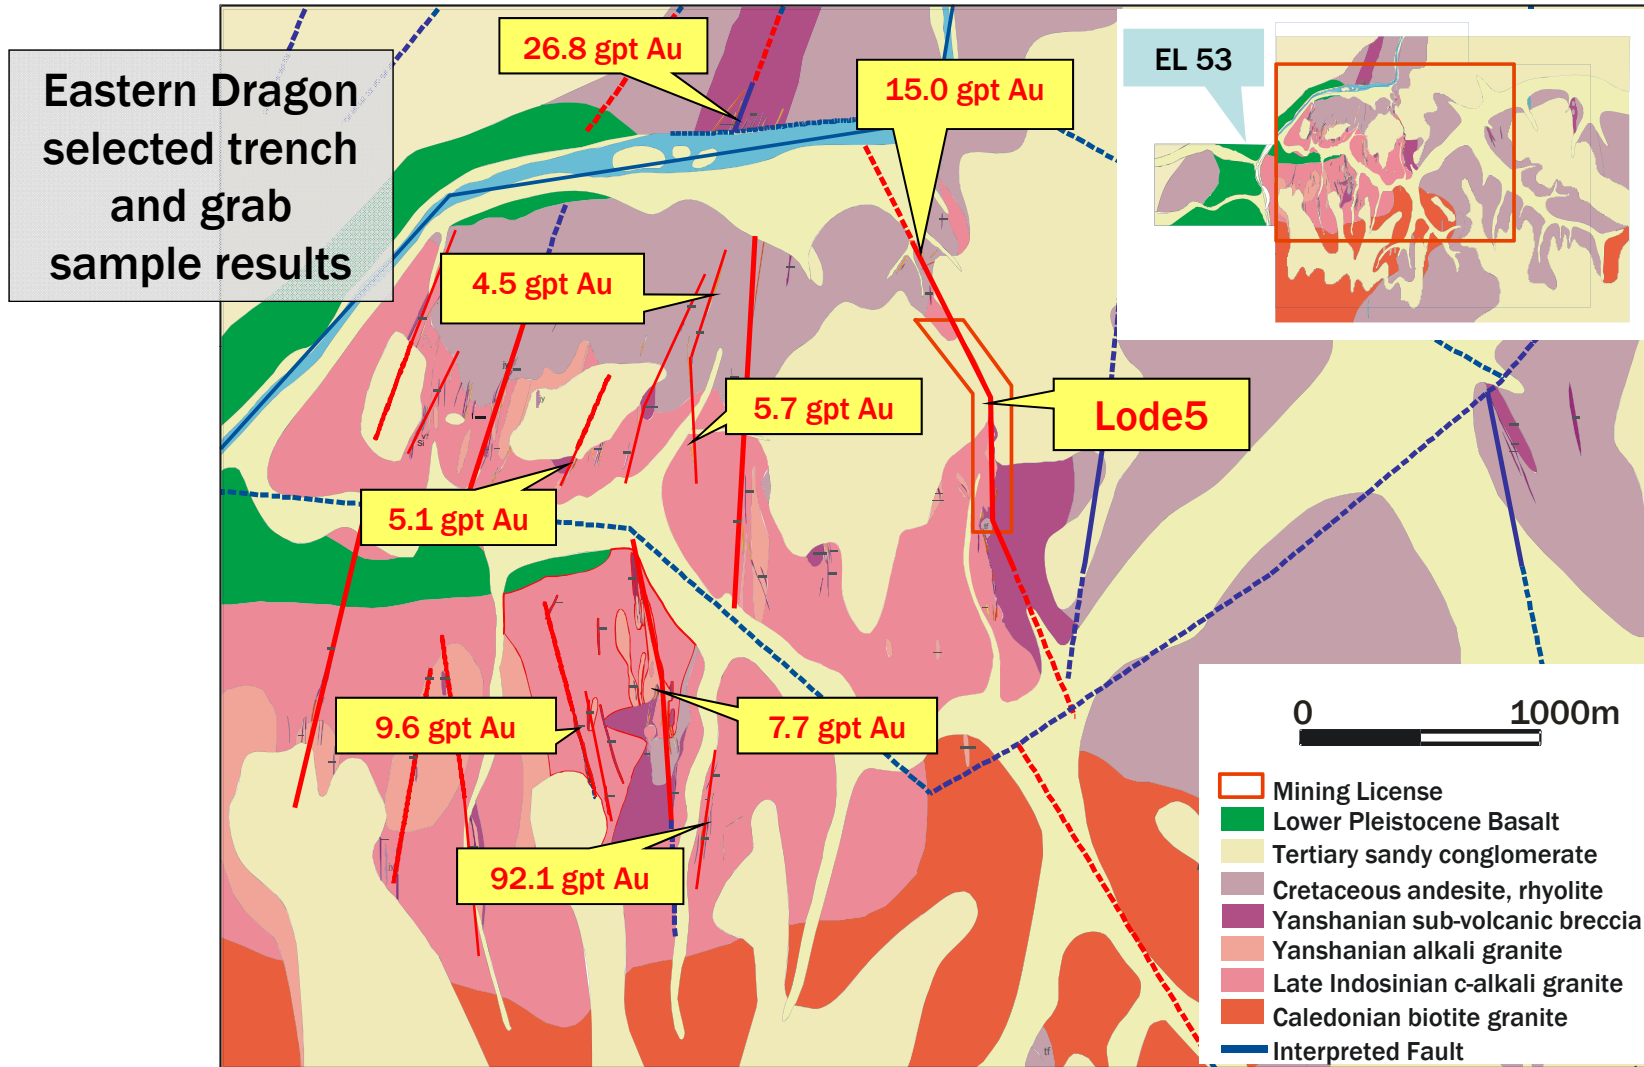 Eastern Dragon
selected trench
and grab
sample results
26.8 gpt Au
15.0 gpt Au
EL 53
4.5 gpt Au
5.7 gpt Au
Lode5
5.1 gpt Au
9.6 gpt Au
7.7 gpt Au
92.1 gpt Au
0 1000m
Mining License
Lower Pleistocene Basalt
Tertiary sandy conglomerate
Cretaceous andesite, rhyolite
Yanshanian sub-volcanic breccia
Yanshanian alkali granite
Late Indosinian c-alkali granite
Caledonian biotite granite
Interpreted Fault
tf